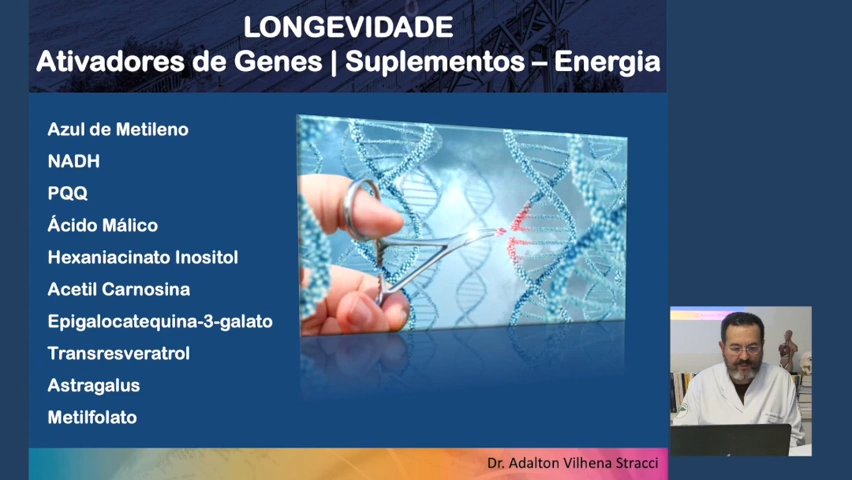 LONGEVIDADE
Ativadores de Genes | Suplementos – Energia
Azul de Metileno
NADH
PQQ
Ácido Málico
Hexaniacinato Inositol
Acetil Carnosina
Epigalocatequina-3-galato
Transresveratrol
Astragalus
Metilfolato
Dr. Adalton Vilhena Stracci